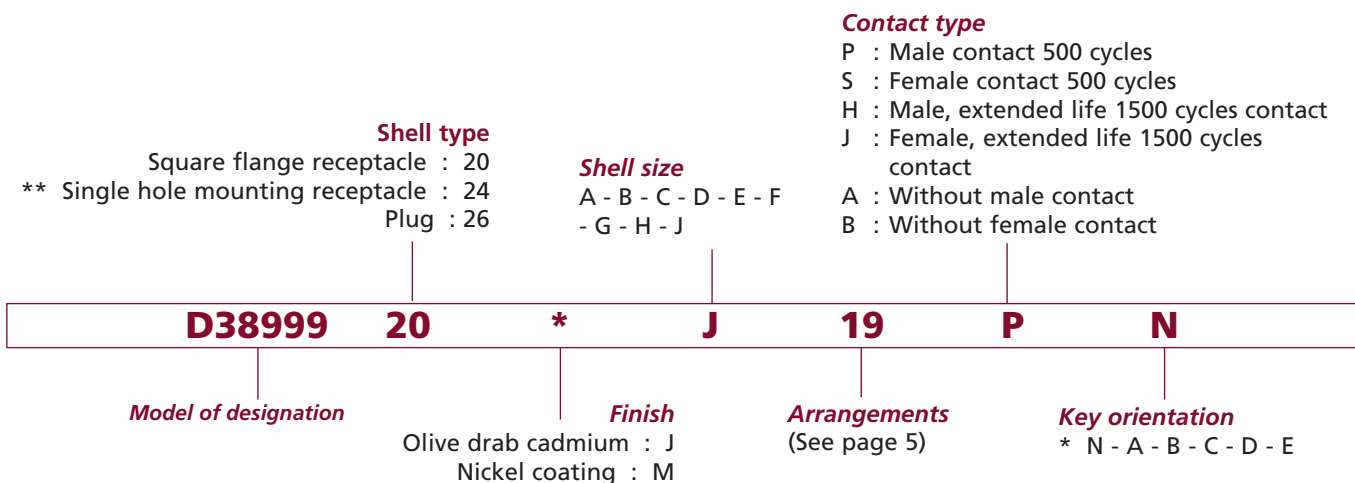 Contact type
P : Male contact 500 cycles
S : Female contact 500 cycles
H : Male, extended life 1500 cycles contact
J : Female, extended life 1500 cycles
contact
A : Without male contact
B : Without female contact
Shell type
Square flange receptacle : 20
** Single hole mounting receptacle : 24
Plug : 26
Shell size
A - B - C - D - E - F
- G - H - J
D38999 20 * J 19 P N
Model of designation
Finish
Olive drab cadmium : J
Nickel coating : M
Arrangements
(See page 5)
Key orientation
* N - A - B - C - D - E